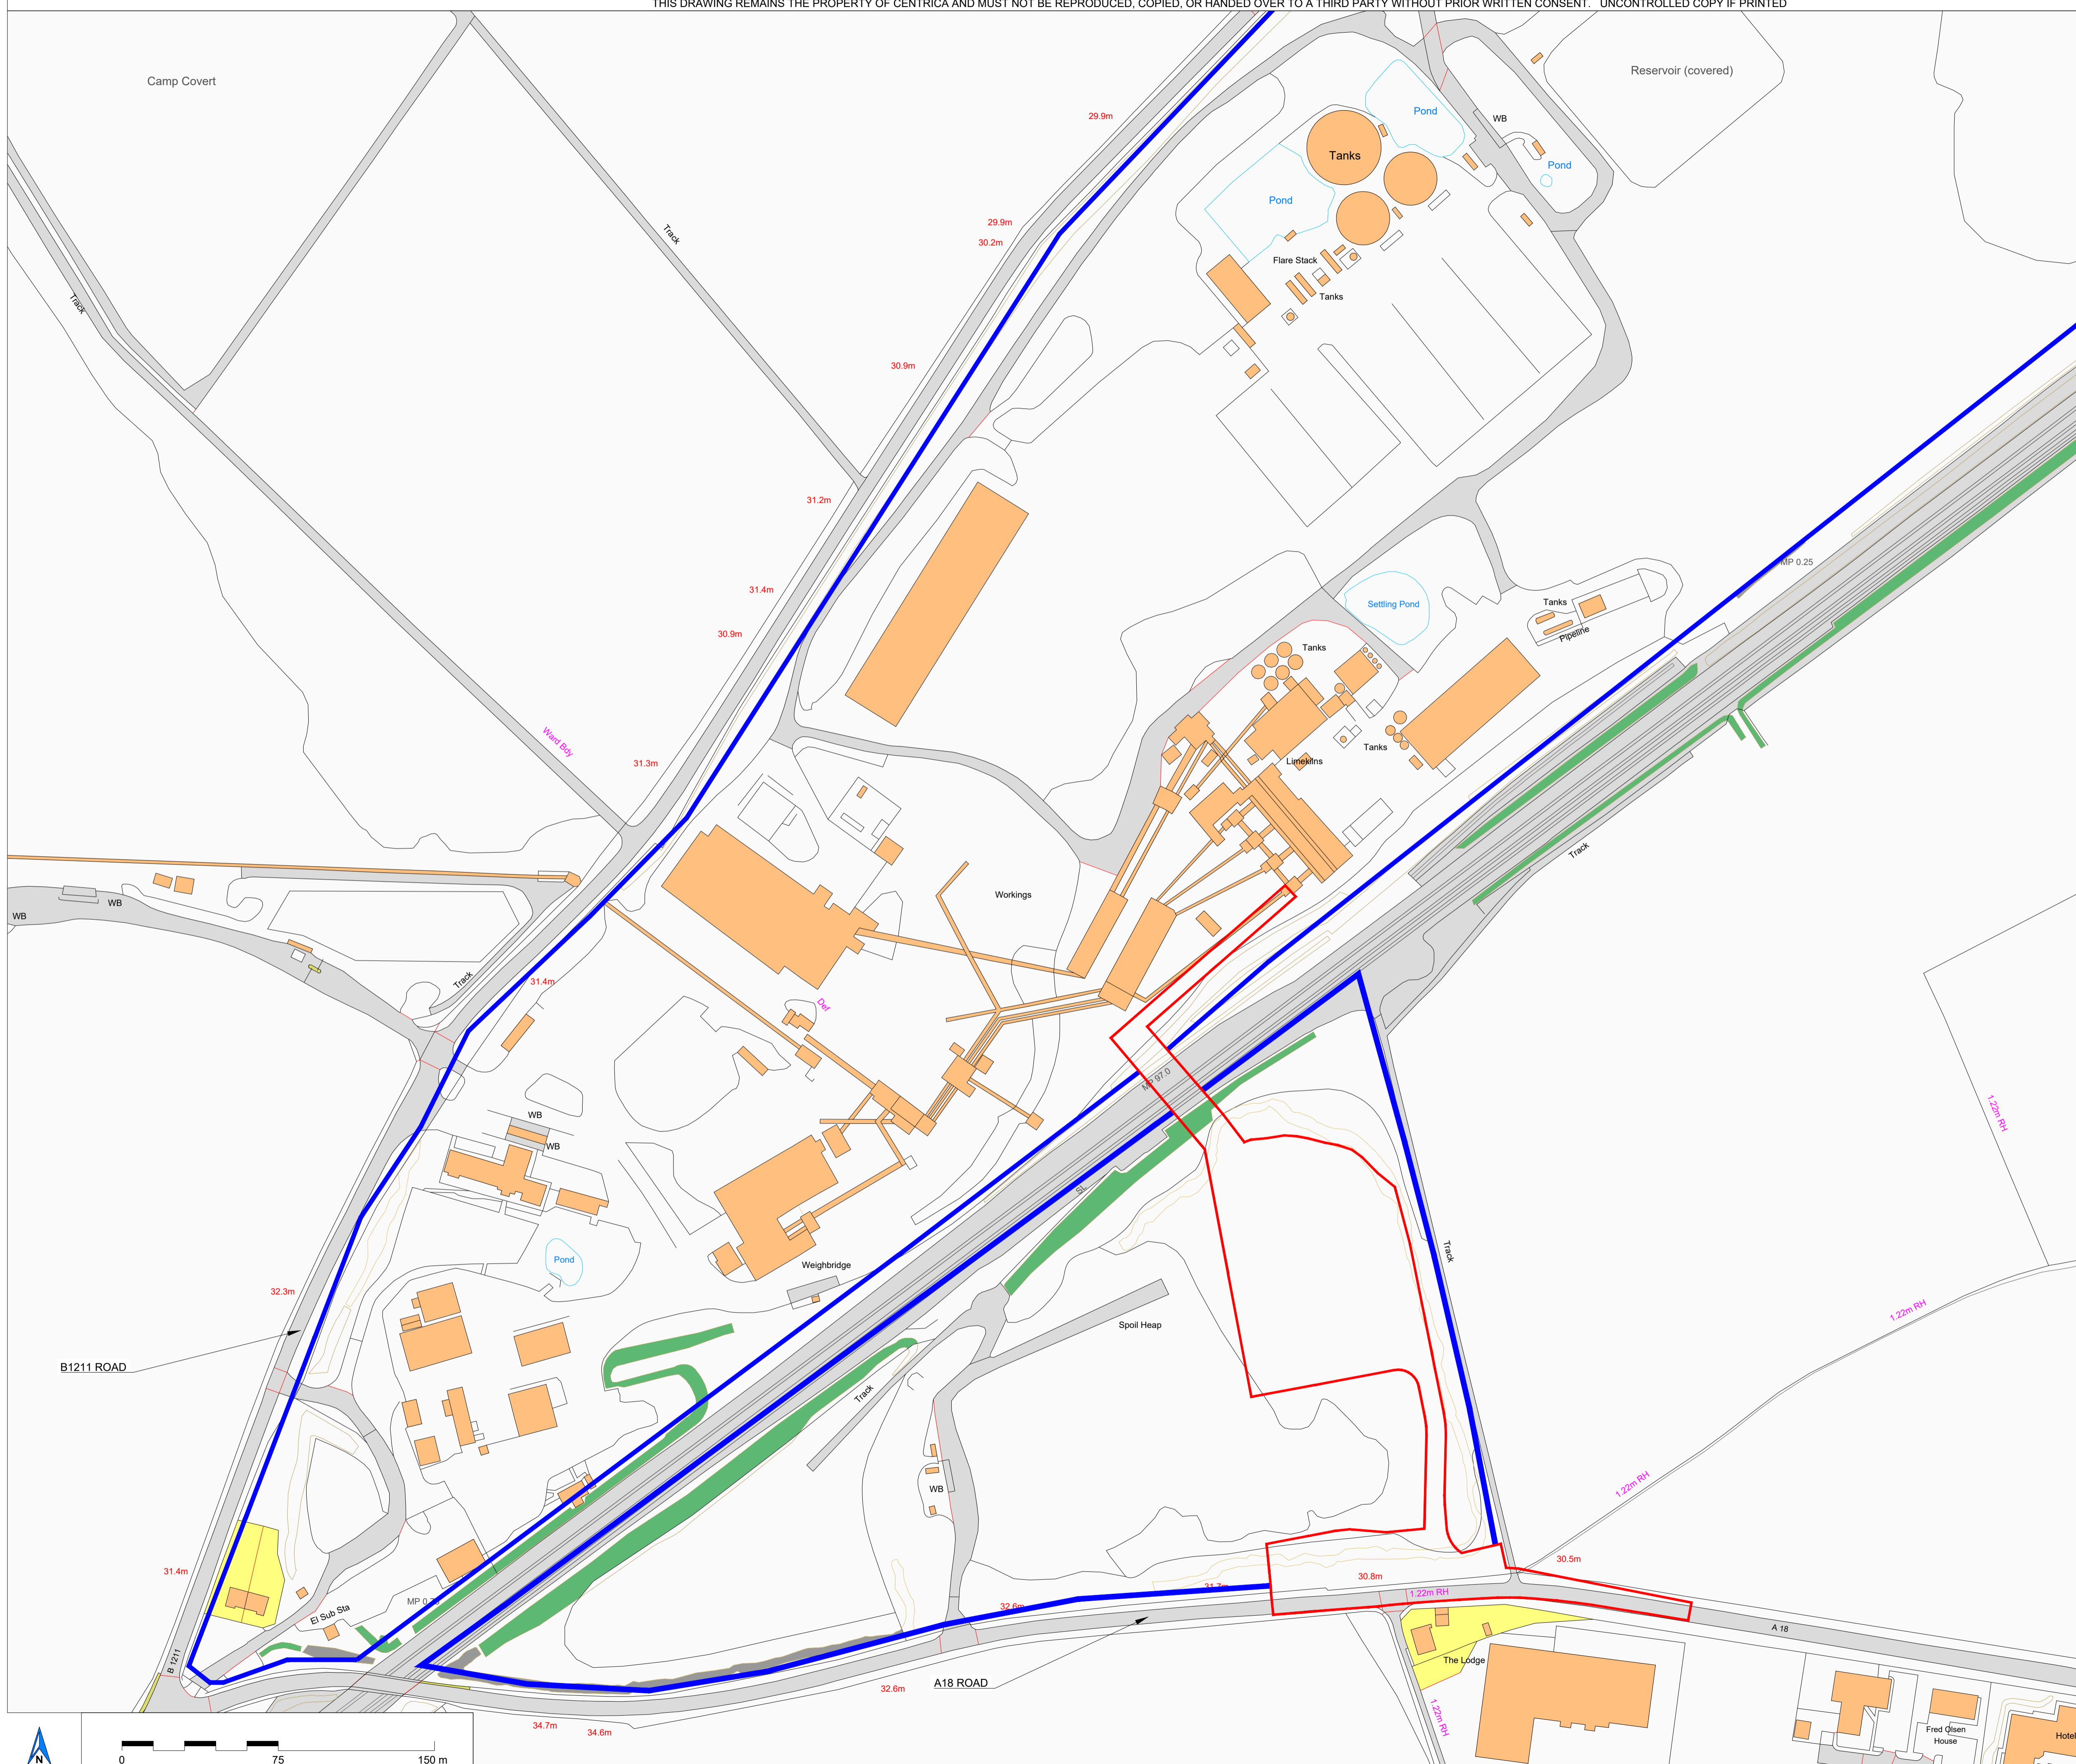 THIS DRAWING REMAINS THE PROPERTY OF CENTRICA AND MUST NOT BE REPRODUCED, COPIED, OR HANDED OVER TO A THIRD PARTY WITHOUT PRIOR WRITTEN CONSENT. UNCONTROLLED COPY IF PRINTED
Camp Covert
Reservoir (covered)
29.9m
Pond
WB
Tanks
Pond
Pond
29.9m
30.2m
Track
Flare Stack
Tanks
Track
30.9m
31.2m
MP 0.25
31.4m
Tanks
Settling Pond
Pipeline
30.9m
Tanks
Ward Bdy
Tanks
31.3m
Limekilns
Track
Workings
WB
WB
Track
31.4m
Def
MP 97.0
WB
1.22m RH
WB
SL
Track
Pond
Weighbridge
32.3m
1.22m RH
Spoil Heap
B1211 ROAD
Track
1.22m RH
WB
30.5m
31.4m
30.8m
31.7m
1.22m RH
MP 0.75
32.6m
El Sub Sta
A 18
B 1211
The Lodge
A18 ROAD
32.6m
1.22m RH
34.7m
34.6m
Fred Olsen
House
Hotel
N
0
75
150 m